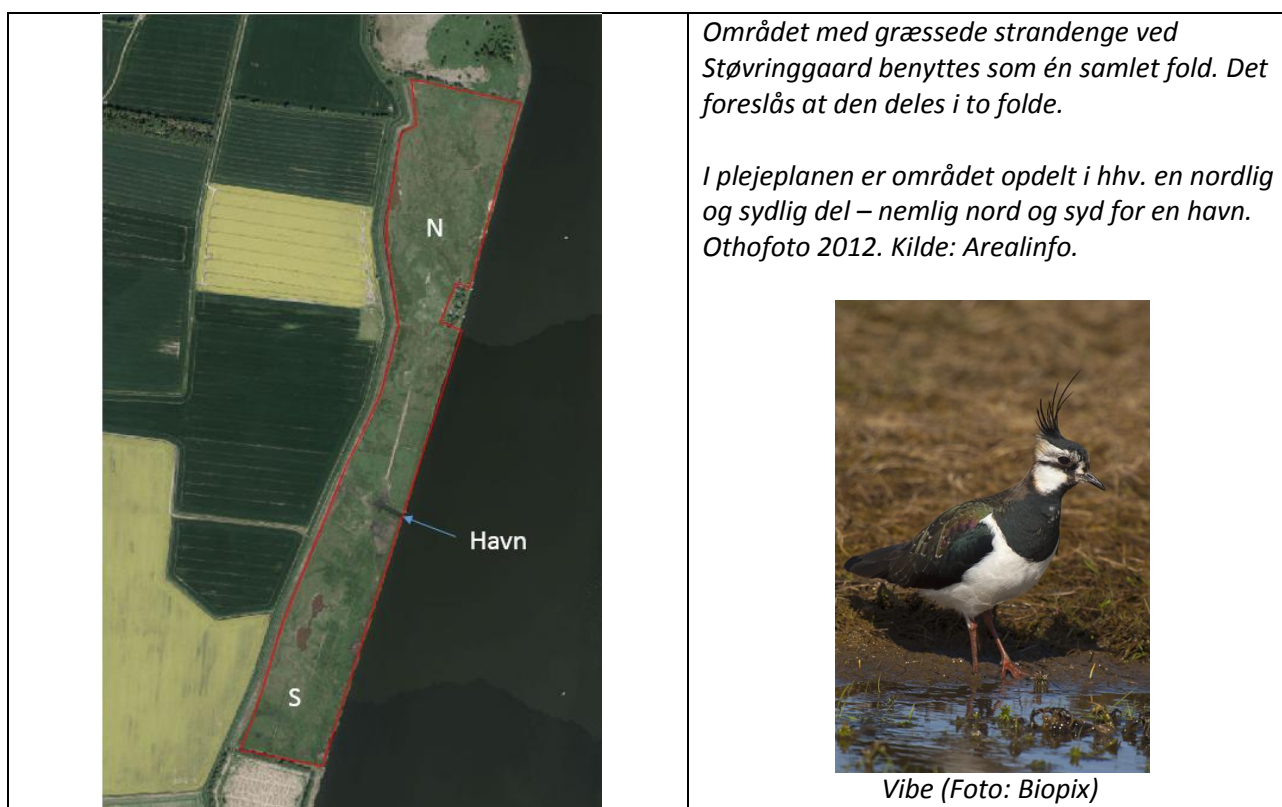 Området med græssede strandenge ved
Støvringgaard benyttes som én samlet fold. Det
foreslås at den deles i to folde.
I plejeplanen er området opdelt i hhv. en nordlig
og sydlig del – nemlig nord og syd for en havn.
Othofoto 2012. Kilde: Arealinfo.
N
Havn
S
Vibe (Foto: Biopix)